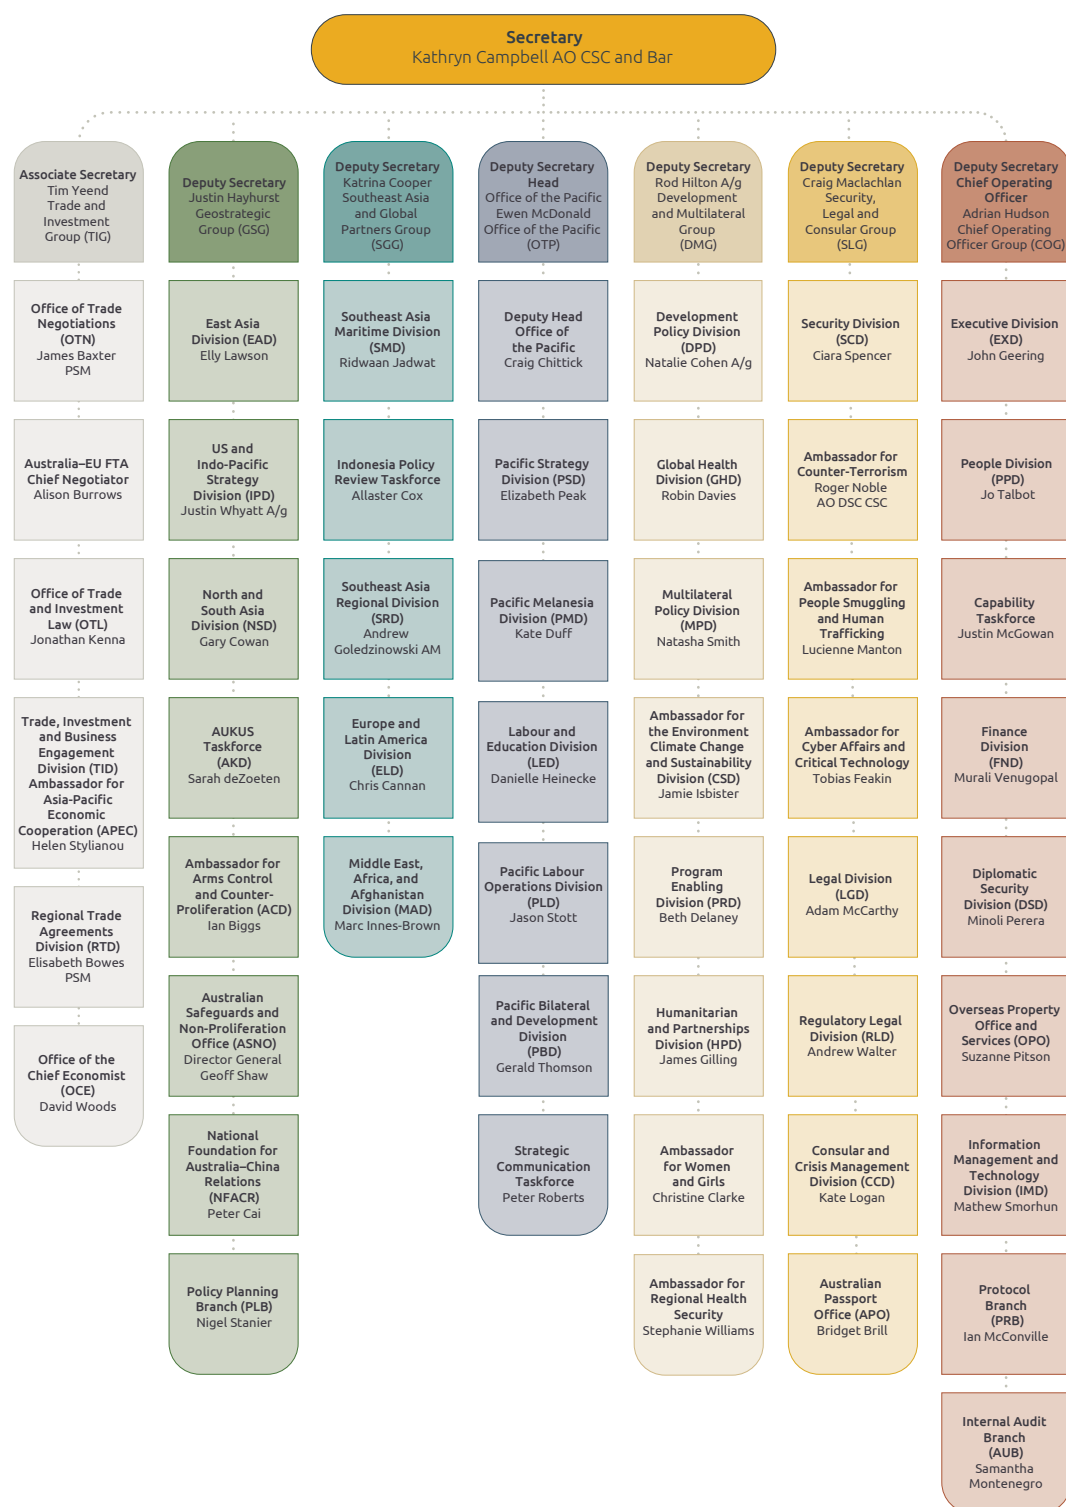 Secretary
Kathryn Campbell AO CSC and Bar
Associate Secretary
Tim Yeend
Trade and
Investment
Group (TIG)
Office of Trade
Negotiations
(OTN)
James Baxter
PSM
Australia–EU FTA
Chief Negotiator
Alison Burrows
Office of Trade
and Investment
Law (OTL)
Jonathan Kenna
Trade, Investment
and Business
Engagement
Division (TID)
Ambassador for
Asia-Pacific
Economic
Cooperation (APEC)
Helen Stylianou
Regional Trade
Agreements
Division (RTD)
Elisabeth Bowes
PSM
Office of the
Chief Economist
(OCE)
David Woods
Deputy Secretary
Justin Hayhurst
Geostrategic
Group (GSG)
East Asia
Division (EAD)
Elly Lawson
US and
Indo-Pacific
Strategy
Division (IPD)
Justin Whyatt A/g
North and
South Asia
Division (NSD)
Gary Cowan
AUKUS
Taskforce
(AKD)
Sarah deZoeten
Ambassador for
Arms Control
and Counter-
Proliferation (ACD)
Ian Biggs
Australian
Safeguards and
Non-Proliferation
Office (ASNO)
Director General
Geoff Shaw
National
Foundation for
Australia–China
Relations
(NFACR)
Peter Cai
Policy Planning
Branch (PLB)
Nigel Stanier
Deputy Secretary
Katrina Cooper
Southeast Asia
and Global
Partners Group
(SGG)
Southeast Asia
Maritime Division
(SMD)
Ridwaan Jadwat
Indonesia Policy
Review Taskforce
Allaster Cox
Southeast Asia
Regional Division
(SRD)
Andrew
Goledzinowski AM
Europe and
Latin America
Division
(ELD)
Chris Cannan
Middle East,
Africa, and
Afghanistan
Division (MAD)
Marc Innes-Brown
Deputy Secretary
Head
Office of the Pacific
Ewen McDonald
Office of the Pacific
(OTP)
Deputy Head
Office of
the Pacific
Craig Chittick
Pacific Strategy
Division (PSD)
Elizabeth Peak
Pacific Melanesia
Division (PMD)
Kate Duff
Labour and
Education Division
(LED)
Danielle Heinecke
Pacific Labour
Operations Division
(PLD)
Jason Stott
Pacific Bilateral
and Development
Division
(PBD)
Gerald Thomson
Strategic
Communication
Taskforce
Peter Roberts
Deputy Secretary
Rod Hilton A/g
Development
and Multilateral
Group
(DMG)
Development
Policy Division
(DPD)
Natalie Cohen A/g
Global Health
Division (GHD)
Robin Davies
Multilateral
Policy Division
(MPD)
Natasha Smith
Ambassador for
the Environment
Climate Change
and Sustainability
Division (CSD)
Jamie Isbister
Program
Enabling
Division (PRD)
Beth Delaney
Humanitarian
and Partnerships
Division (HPD)
James Gilling
Ambassador
for Women
and Girls
Christine Clarke
Ambassador for
Regional Health
Security
Stephanie Williams
Deputy Secretary
Craig Maclachlan
Security,
Legal and
Consular Group
(SLG)
Security Division
(SCD)
Ciara Spencer
Ambassador for
Counter-Terrorism
Roger Noble
AO DSC CSC
Ambassador for
People Smuggling
and Human
Trafficking
Lucienne Manton
Ambassador for
Cyber Affairs and
Critical Technology
Tobias Feakin
Legal Division
(LGD)
Adam McCarthy
Regulatory Legal
Division (RLD)
Andrew Walter
Consular and
Crisis Management
Division (CCD)
Kate Logan
Australian
Passport
Office (APO)
Bridget Brill
Deputy Secretary
Chief Operating
Officer
Adrian Hudson
Chief Operating
Officer Group (COG)
Executive Division
(EXD)
John Geering
People Division
(PPD)
Jo Talbot
Capability
Taskforce
Justin McGowan
Finance
Division
(FND)
Murali Venugopal
Diplomatic
Security
Division (DSD)
Minoli Perera
Overseas Property
Office and
Services (OPO)
Suzanne Pitson
Information
Management and
Technology
Division (IMD)
Mathew Smorhun
Protocol
Branch
(PRB)
Ian McConville
Internal Audit
Branch
(AUB)
Samantha
Montenegro